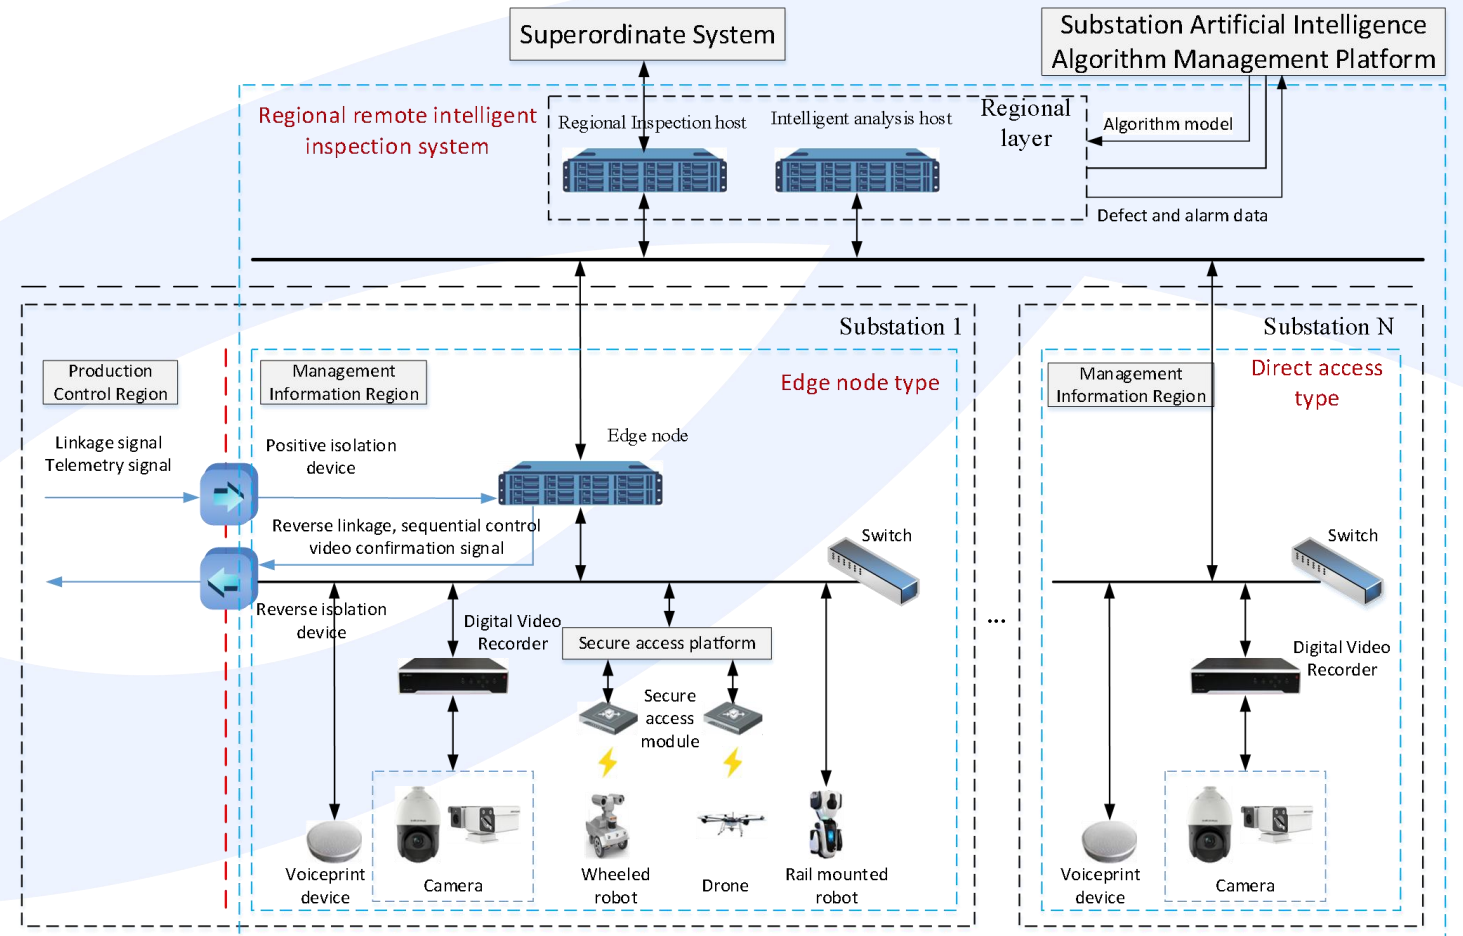 Superordinate System
Substation Artificial Intelligence
Algorithm Management Platform
Regional remote intelligent
inspection system
Regional Inspection host
Intelligent analysis host
Regional
layer
Algorithm model
Defect and alarm data
Substation 1
Production
Control Region
Management
Information Region
Edge node type
Linkage signal
Telemetry signal
Positive isolation
device
Edge node
Reverse linkage, sequential control
video confirmation signal
Switch
Reverse isolation
device
Digital Video
Recorder
Secure access platform
Secure
access
module
Voiceprint
device
Camera
Wheeled
robot
Drone
Rail mounted
robot
...
Substation N
Management
Information Region
Direct access
type
Switch
Digital Video
Recorder
Voiceprint
device
Camera